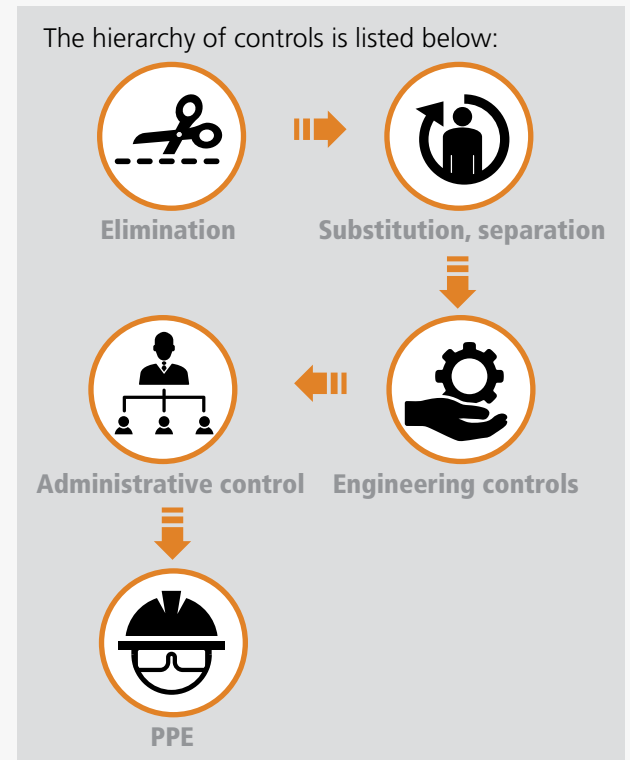 The hierarchy of controls is listed below:
Elimination
Substitution, separation
Engineering controls
Administrative control
PPE